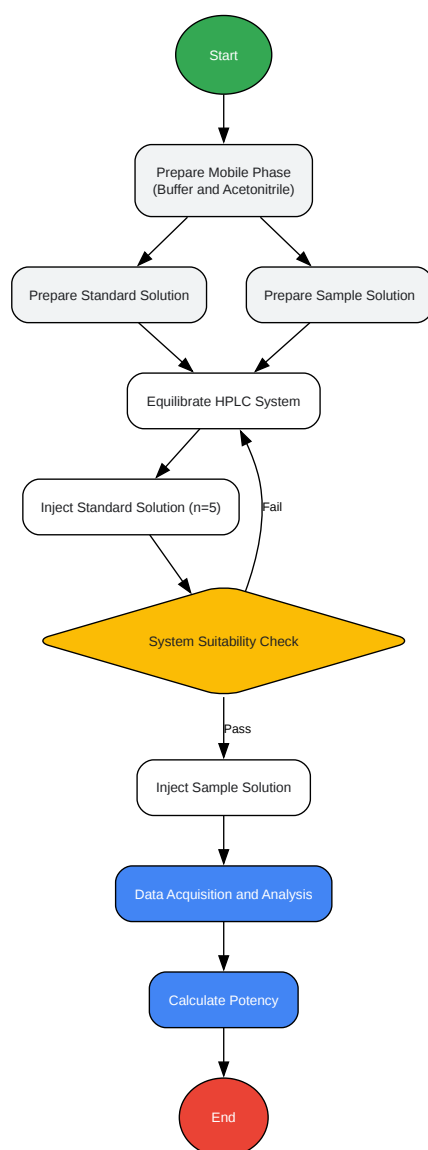 Start
Prepare Mobile Phase
(Buffer and Acetonitrile)
Prepare Standard Solution
Prepare Sample Solution
Equilibrate HPLC System
Inject Standard Solution (n=5)
Fail
System Suitability Check
Pass
Inject Sample Solution
Data Acquisition and Analysis
Calculate Potency
End